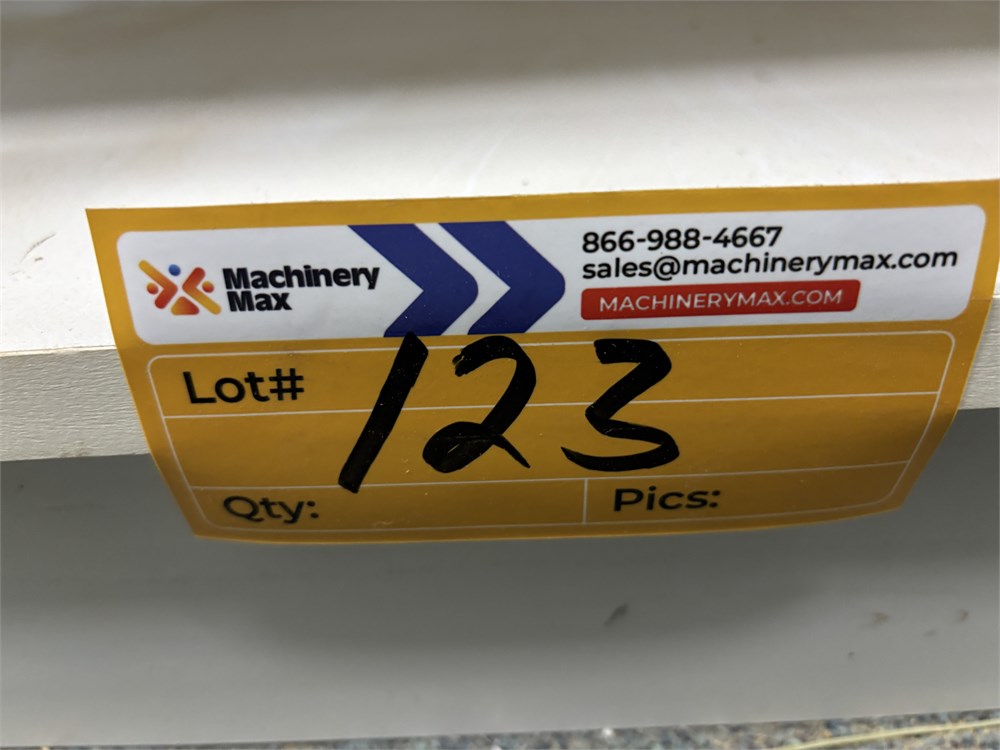 Machinery
Max
866-988-4667
sales@machinerymax.com
MACHINERYMAX.COM
Lot# 123
Qty:
Pics: